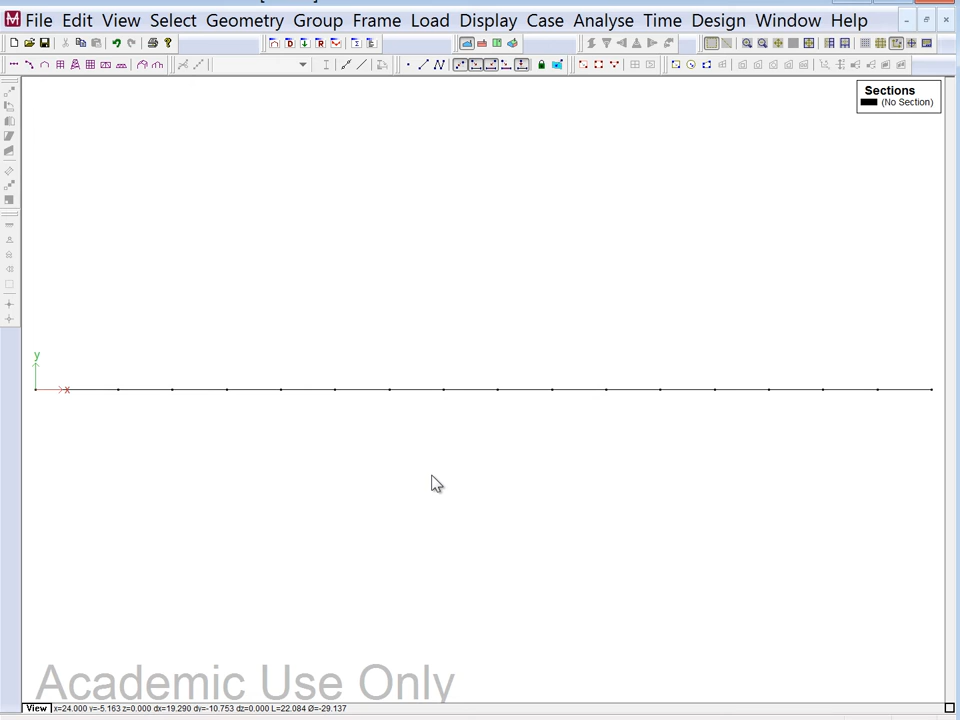 File Edit View Select Geometry Group Frame Load Display Case Analyse Time Design Window Help
Sections
(No Section)
y
x
Academic Use Only
View x=24.000 y=-5.163 z=0.000 dx=19.290 dy=-10.753 dz=0.000 L=22.084 Ø=-29.137